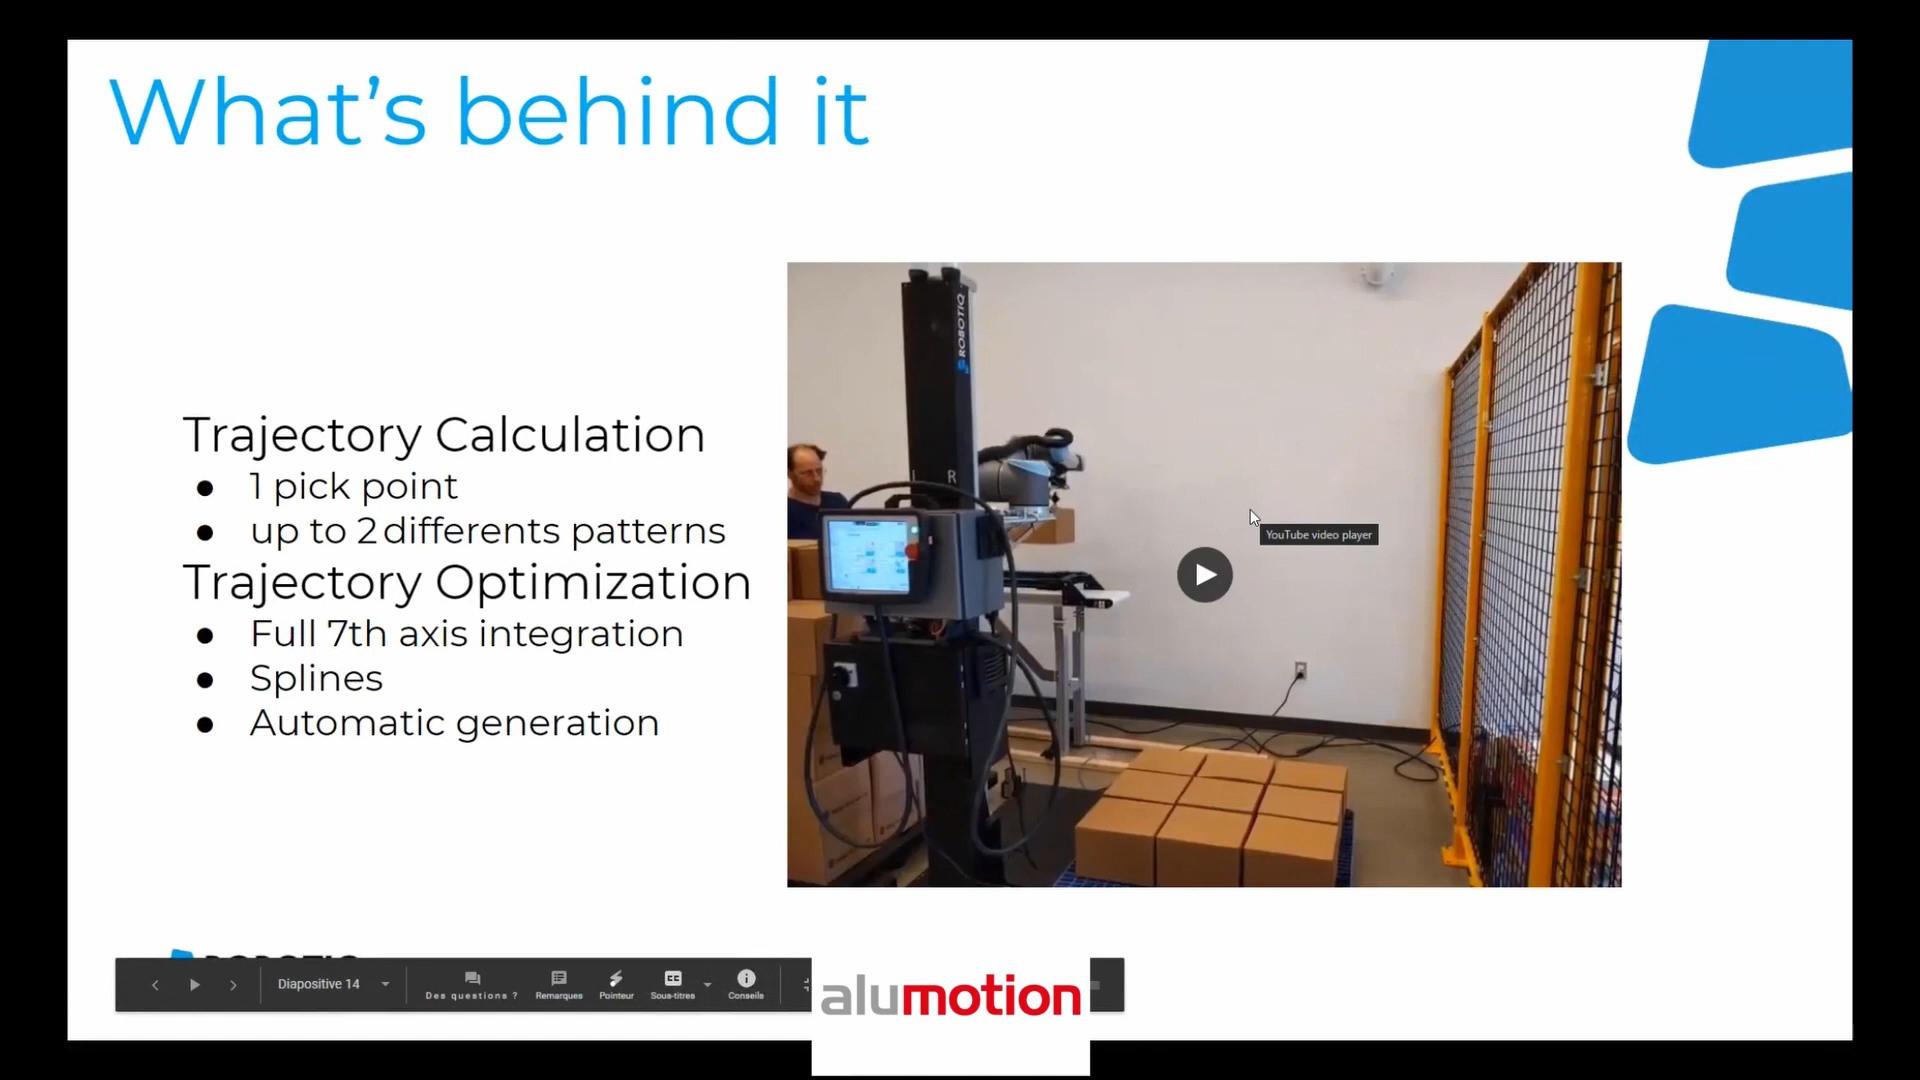 What's behind it
Trajectory Calculation
● 1 pick point
● up to 2 differents patterns
Trajectory Optimization
● Full 7th axis integration
● Splines
● Automatic generation
ROBOTIQ
L R
YouTube video player
ROBOTIQ
Diapositive 14
Des questions ?
Remarques
Pointeur
Sous-titres
Conseils
alumotion